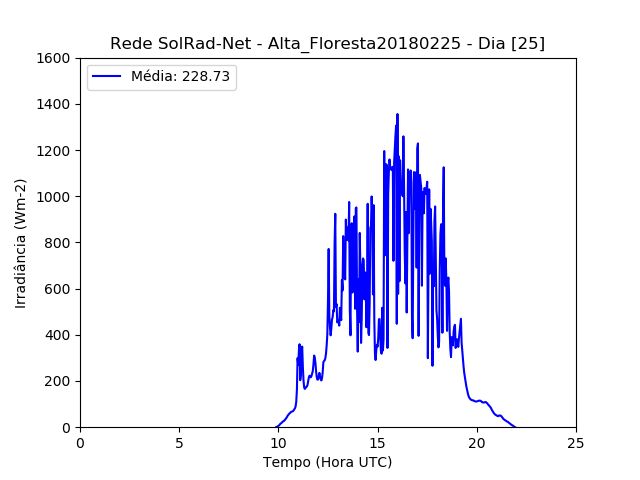 Rede SolRad-Net - Alta_Floresta20180225 - Dia [25]
Média: 228.73
Irradiância (Wm-2)
1600
1400
1200
1000
800
600
400
200
0
0 5 10 15 20 25
Tempo (Hora UTC)